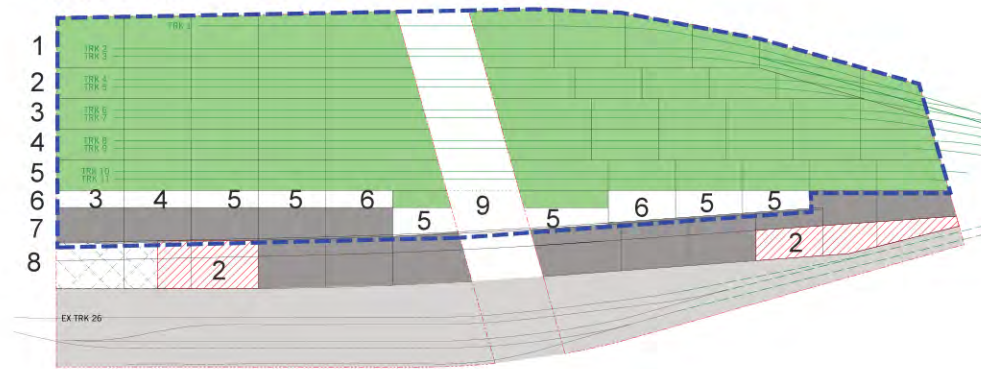 TRK 1
1
TRK 2
TRK 3
2
TRK 4
TRK 5
3
TRK 6
TRK 7
4
TRK 8
TRK 9
5
TRK 10
TRK 11
6 3 4 5 5 6 9 6 5 5
7 5 5
8 2 2
EX TRK 26